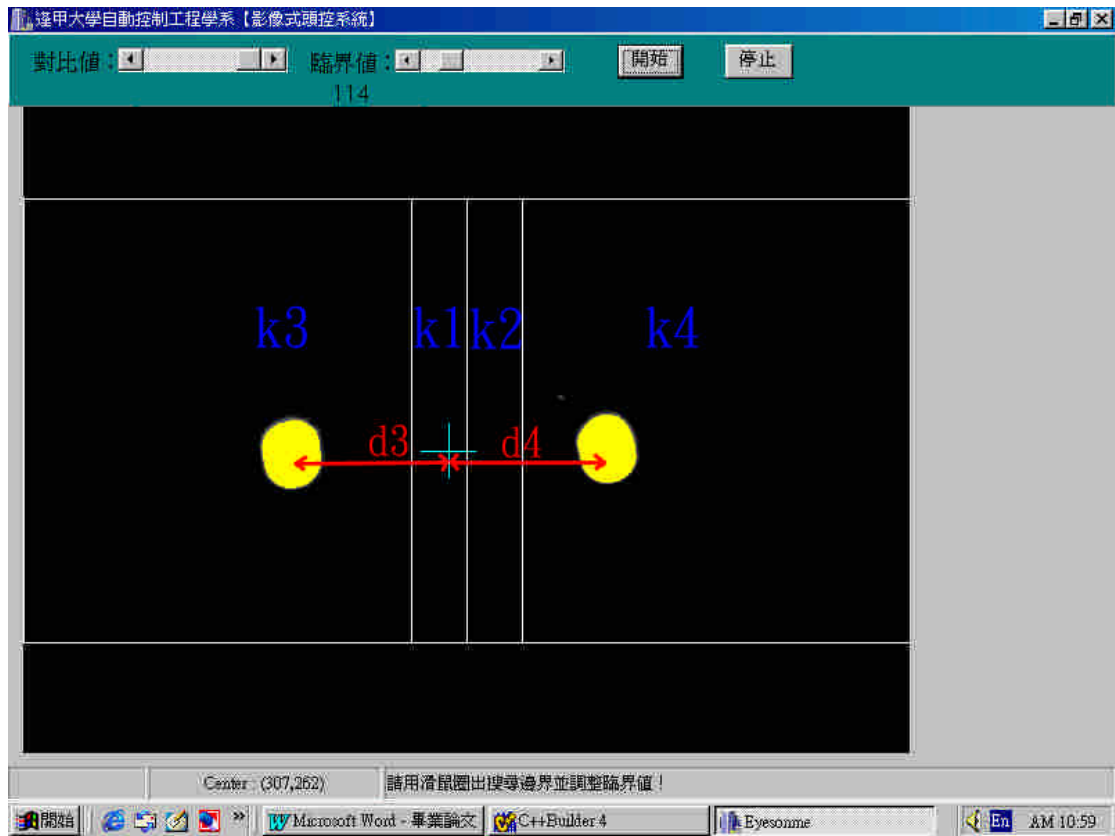 逢甲大學自動控制工程學系【影像式頭控系統】
對比值： 臨界值： 開始 停止
114
k3 k1 k2 k4
d3 d4
Center : (307,262) 請用滑鼠圈出搜尋邊界並調整臨界值！
開始 » Microsoft Word - 畢業論文 C++Builder 4 Eyesonme En AM 10:59